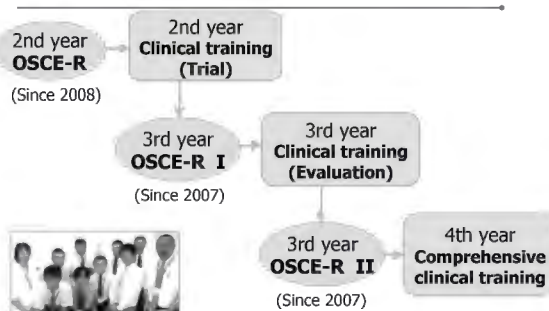 2nd year
OSCE-R
(Since 2008)
2nd year
Clinical training
(Trial)
3rd year
OSCE-R I
(Since 2007)
3rd year
Clinical training
(Evaluation)
3rd year
OSCE-R II
(Since 2007)
4th year
Comprehensive
clinical training